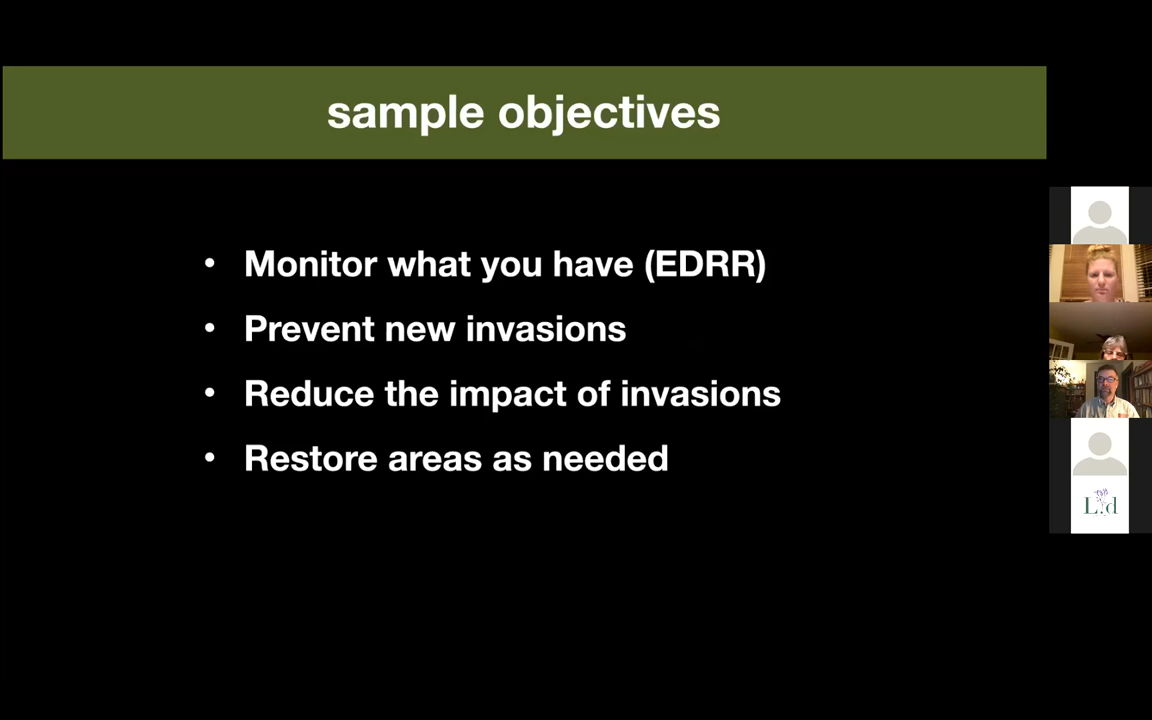 sample objectives
• Monitor what you have (EDRR)
• Prevent new invasions
• Reduce the impact of invasions
• Restore areas as needed